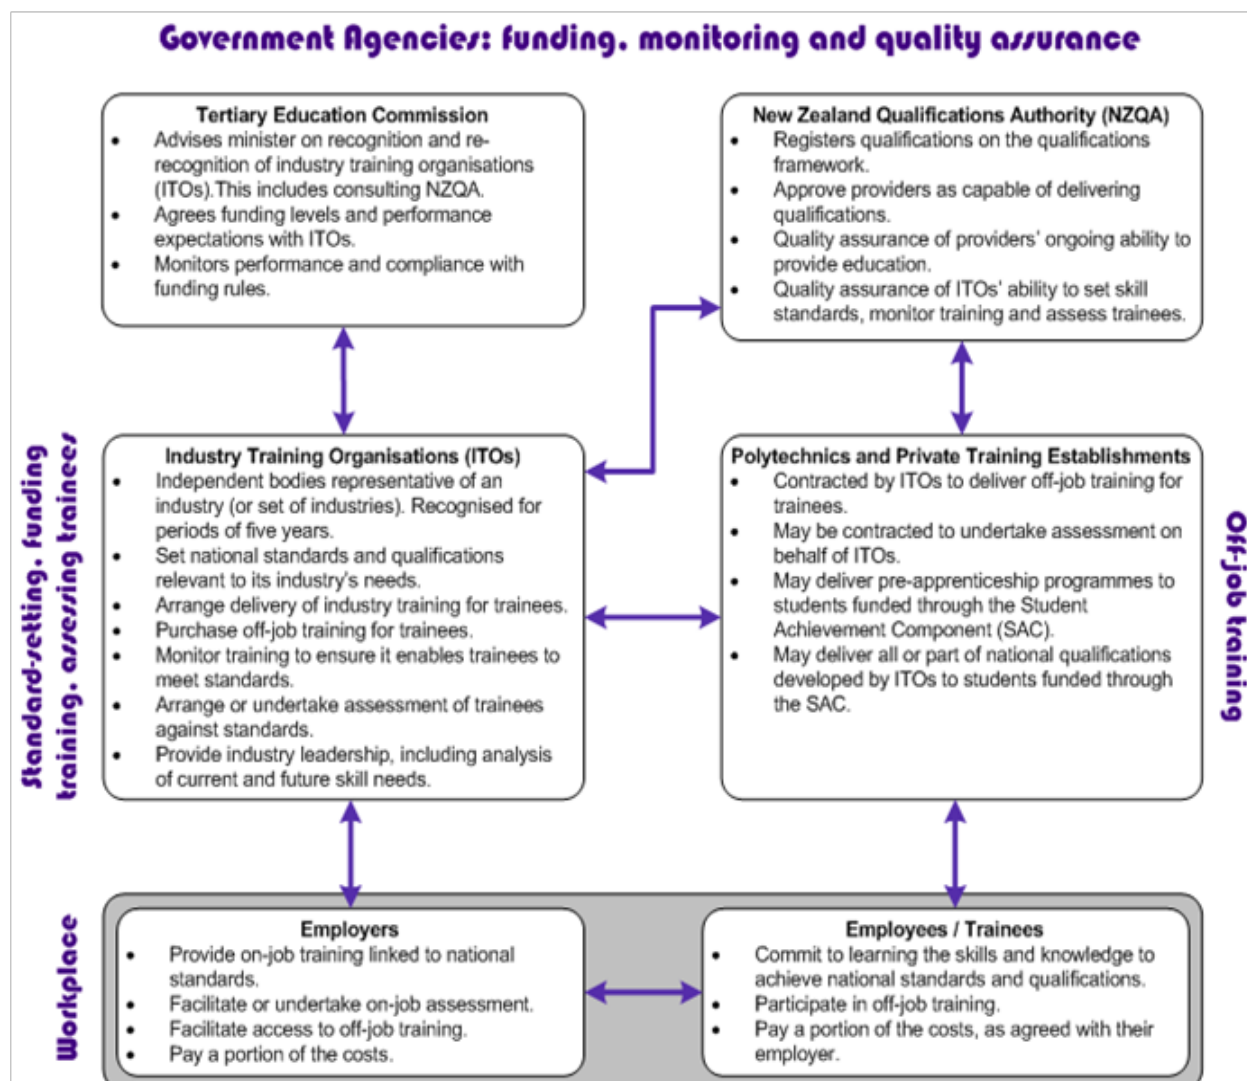 Government Agencies: funding, monitoring and quality assurance
Tertiary Education Commission
• Advises minister on recognition and re-
recognition of industry training organisations
(ITOs).This includes consulting NZQA.
• Agrees funding levels and performance
expectations with ITOs.
• Monitors performance and compliance with
funding rules.
New Zealand Qualifications Authority (NZQA)
• Registers qualifications on the qualifications
framework.
• Approve providers as capable of delivering
qualifications.
• Quality assurance of providers' ongoing ability to
provide education.
• Quality assurance of ITOs' ability to set skill
standards, monitor training and assess trainees.
Standard-setting, funding
training, assessing trainees
Industry Training Organisations (ITOs)
• Independent bodies representative of an
industry (or set of industries). Recognised for
periods of five years.
• Set national standards and qualifications
relevant to its industry's needs.
• Arrange delivery of industry training for trainees.
• Purchase off-job training for trainees.
• Monitor training to ensure it enables trainees to
meet standards.
• Arrange or undertake assessment of trainees
against standards.
• Provide industry leadership, including analysis
of current and future skill needs.
Polytechnics and Private Training Establishments
• Contracted by ITOs to deliver off-job training for
trainees.
• May be contracted to undertake assessment on
behalf of ITOs.
• May deliver pre-apprenticeship programmes to
students funded through the Student
Achievement Component (SAC).
• May deliver all or part of national qualifications
developed by ITOs to students funded through
the SAC.
Off-job training
Workplace
Employers
• Provide on-job training linked to national
standards.
• Facilitate or undertake on-job assessment.
• Facilitate access to off-job training.
• Pay a portion of the costs.
Employees / Trainees
• Commit to learning the skills and knowledge to
achieve national standards and qualifications.
• Participate in off-job training.
• Pay a portion of the costs, as agreed with their
employer.